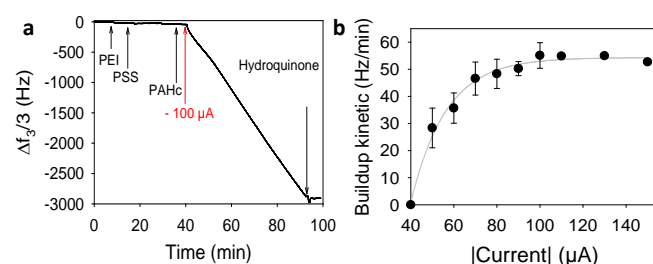 a
0
-500
-1000
-1500
-2000
-2500
-3000
Δf3/3 (Hz)
PEI
PSS
PAHc
- 100 µA
Hydroquinone
0 20 40 60 80 100
Time (min)
b
60
50
40
30
20
10
0
Buildup kinetic (Hz/min)
40 60 80 100 120 140
|Current| (µA)